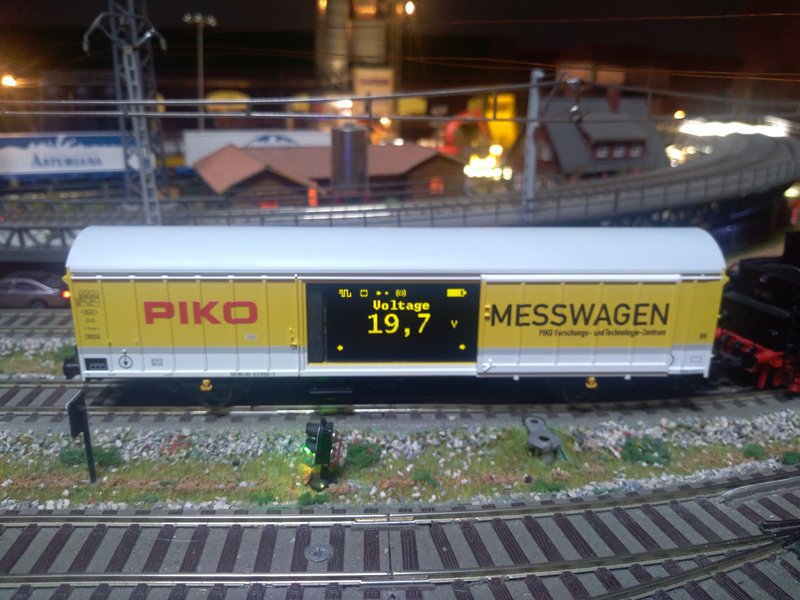 ASTURIANA
PIKO
Voltage
19,7 V
MESSWAGEN
PIKO Forschungs- und Technologie-Zentrum